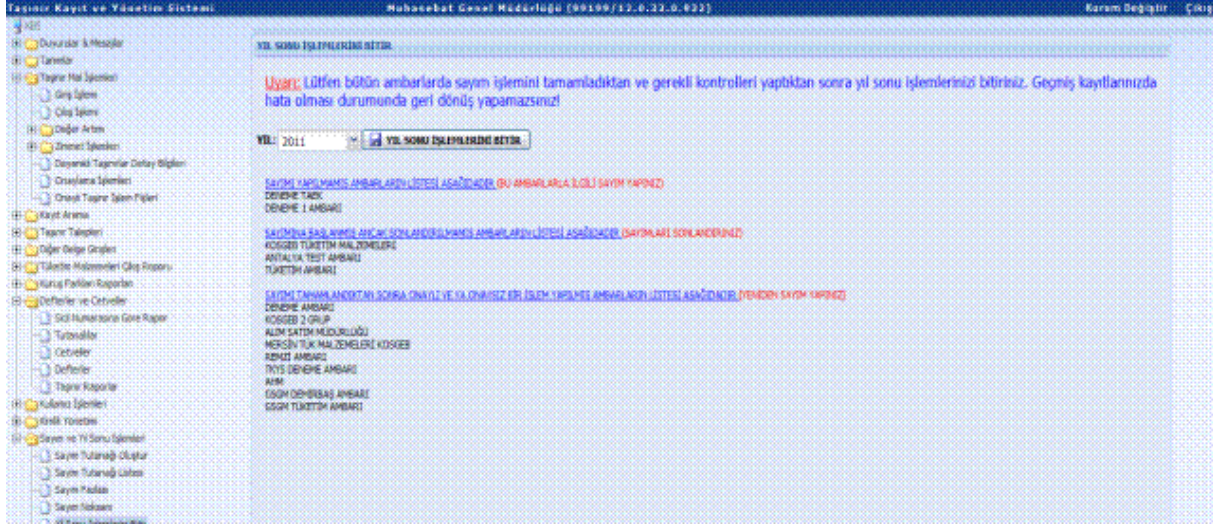 Taşınır Kayıt ve Yönetim Sistemi
Muhasebat Genel Müdürlüğü [99199/12.0.22.0.922]
Kurum Değiştir Çıkış
KBS
Duyurular & Mesajlar
Tanımlar
Taşınır Mal İşlemleri
Giriş İşlemi
Çıkış İşlemi
Değer Artım
Zimmet İşlemleri
Dayanıklı Taşınırlar Detay Bilgileri
Onaylama İşlemleri
Onaylı Taşınır İşlem Fişleri
Kayıt Arama
Taşınır Talepleri
Diğer Belge Girişleri
Tüketim Malzemeleri Çıkış Raporu
Kuruş Farkları Raporları
Defterler ve Cetveller
Sicil Numarasına Göre Rapor
Tutanaklar
Cetveller
Defterler
Taşınır Raporlar
Kullanıcı İşlemleri
Kimlik Yönetimi
Sayım ve Yıl Sonu İşlemleri
Sayım Tutanağı Oluştur
Sayım Tutanağı Listesi
Sayım Fazlası
Sayım Noksanı
YIL SONU İŞLEMLERİNİ BİTİR
Uyarı: Lütfen bütün ambarlarda sayım işlemini tamamladıktan ve gerekli kontrolleri yaptıktan sonra yıl sonu işlemlerinizi bitiriniz. Geçmiş kayıtlarınızda
hata olması durumunda geri dönüş yapamazsınız!
YIL: 2011 YIL SONU İŞLEMLERİNİ BİTİR
SAYIMI YAPILMAMIŞ AMBARLARIN LİSTESİ AŞAĞIDADIR (BU AMBARLARLA İLGİLİ SAYIM YAPINIZ)
DENEME TAEK
DENEME 1 AMBARI
SAYIMINA BAŞLANMIŞ ANCAK SONLANDIRILMAMIŞ AMBARLARIN LİSTESİ AŞAĞIDADIR (SAYIMLARI SONLANDIRINIZ)
KOSGEB TÜKETİM MALZEMELERİ
ANTALYA TEST AMBARI
TÜKETİM AMBARI
SAYIMI TAMAMLANDIKTAN SONRA ONAYLI VE YA ONAYSIZ BİR İŞLEM YAPILMIŞ AMBARLARIN LİSTESİ AŞAĞIDADIR (YENİDEN SAYIM YAPINIZ)
DENEME AMBARI
KOSGEB 2 GRUP
ALIM SATIM MÜDÜRLÜĞÜ
MERSİN TÜK MALZEMELERİ KOSGEB
REMZİ AMBARI
TKYS DENEME AMBARI
AHM
GSGM DEMİRBAŞ AMBARI
GSGM TÜKETİM AMBARI